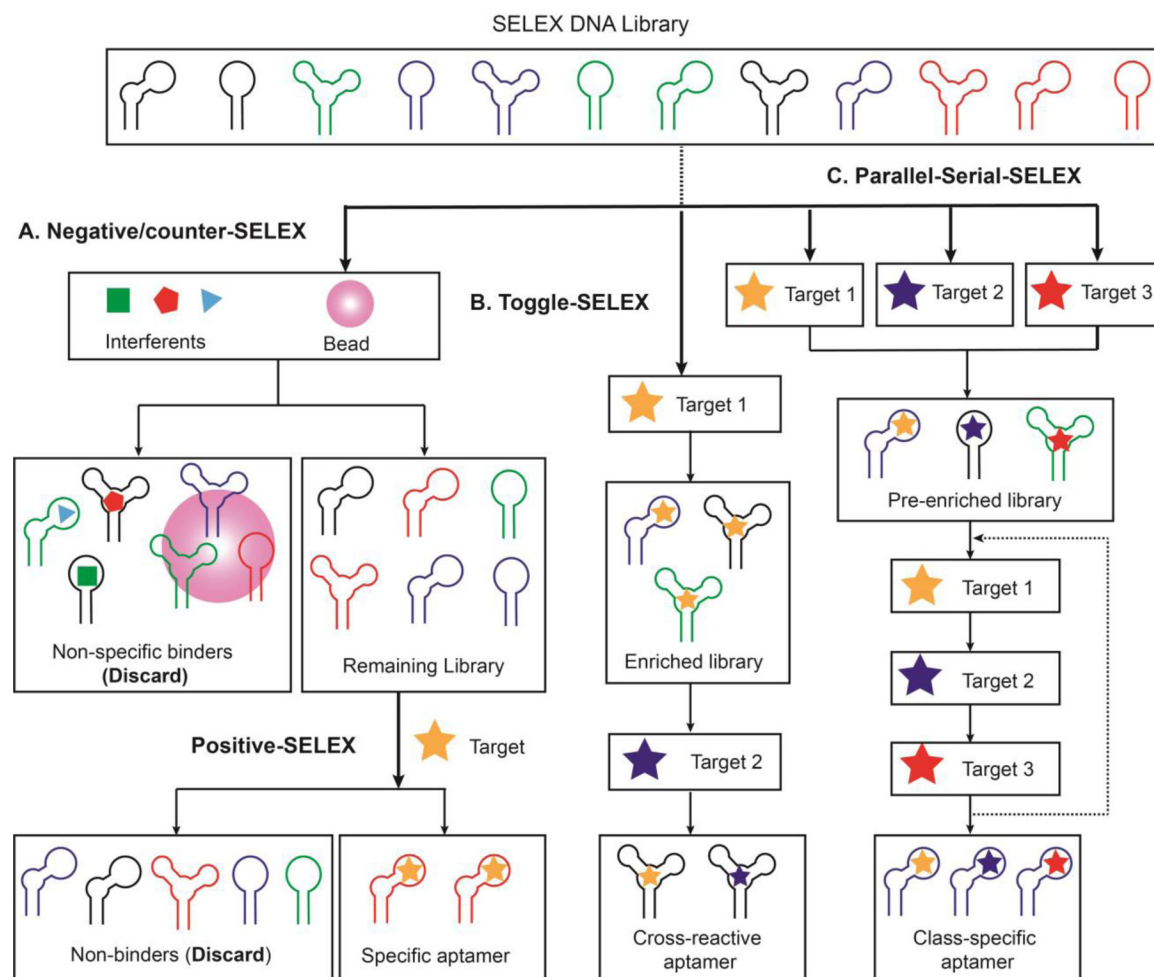 SELEX DNA Library
C. Parallel-Serial-SELEX
A. Negative/counter-SELEX
Interferents
Bead
B. Toggle-SELEX
Target 1
Target 2
Target 3
Target 1
Pre-enriched library
Non-specific binders
(Discard)
Remaining Library
Enriched library
Target 1
Target 2
Target 3
Positive-SELEX
Target
Target 2
Non-binders (Discard)
Specific aptamer
Cross-reactive
aptamer
Class-specific
aptamer